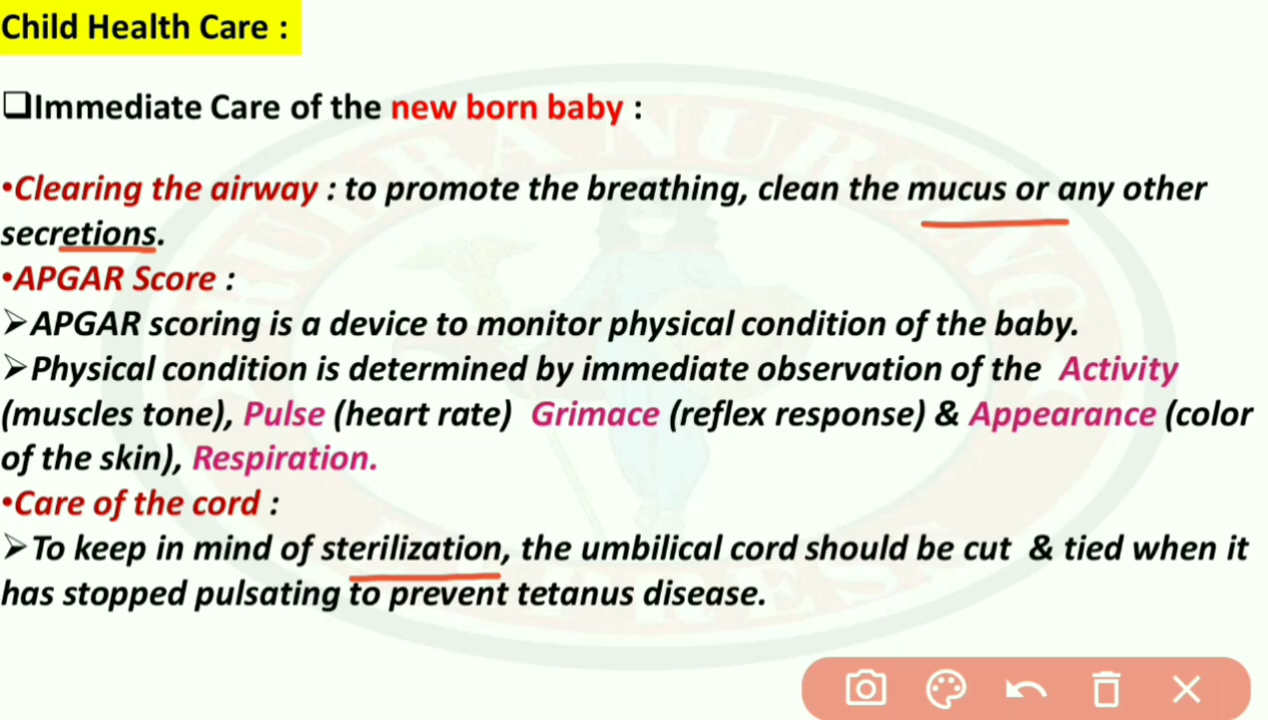 Child Health Care :
❑Immediate Care of the new born baby :
•Clearing the airway : to promote the breathing, clean the mucus or any other
secretions.
•APGAR Score :
➢APGAR scoring is a device to monitor physical condition of the baby.
➢Physical condition is determined by immediate observation of the Activity
(muscles tone), Pulse (heart rate) Grimace (reflex response) & Appearance (color
of the skin), Respiration.
•Care of the cord :
➢To keep in mind of sterilization, the umbilical cord should be cut & tied when it
has stopped pulsating to prevent tetanus disease.
RUDRA NURSING